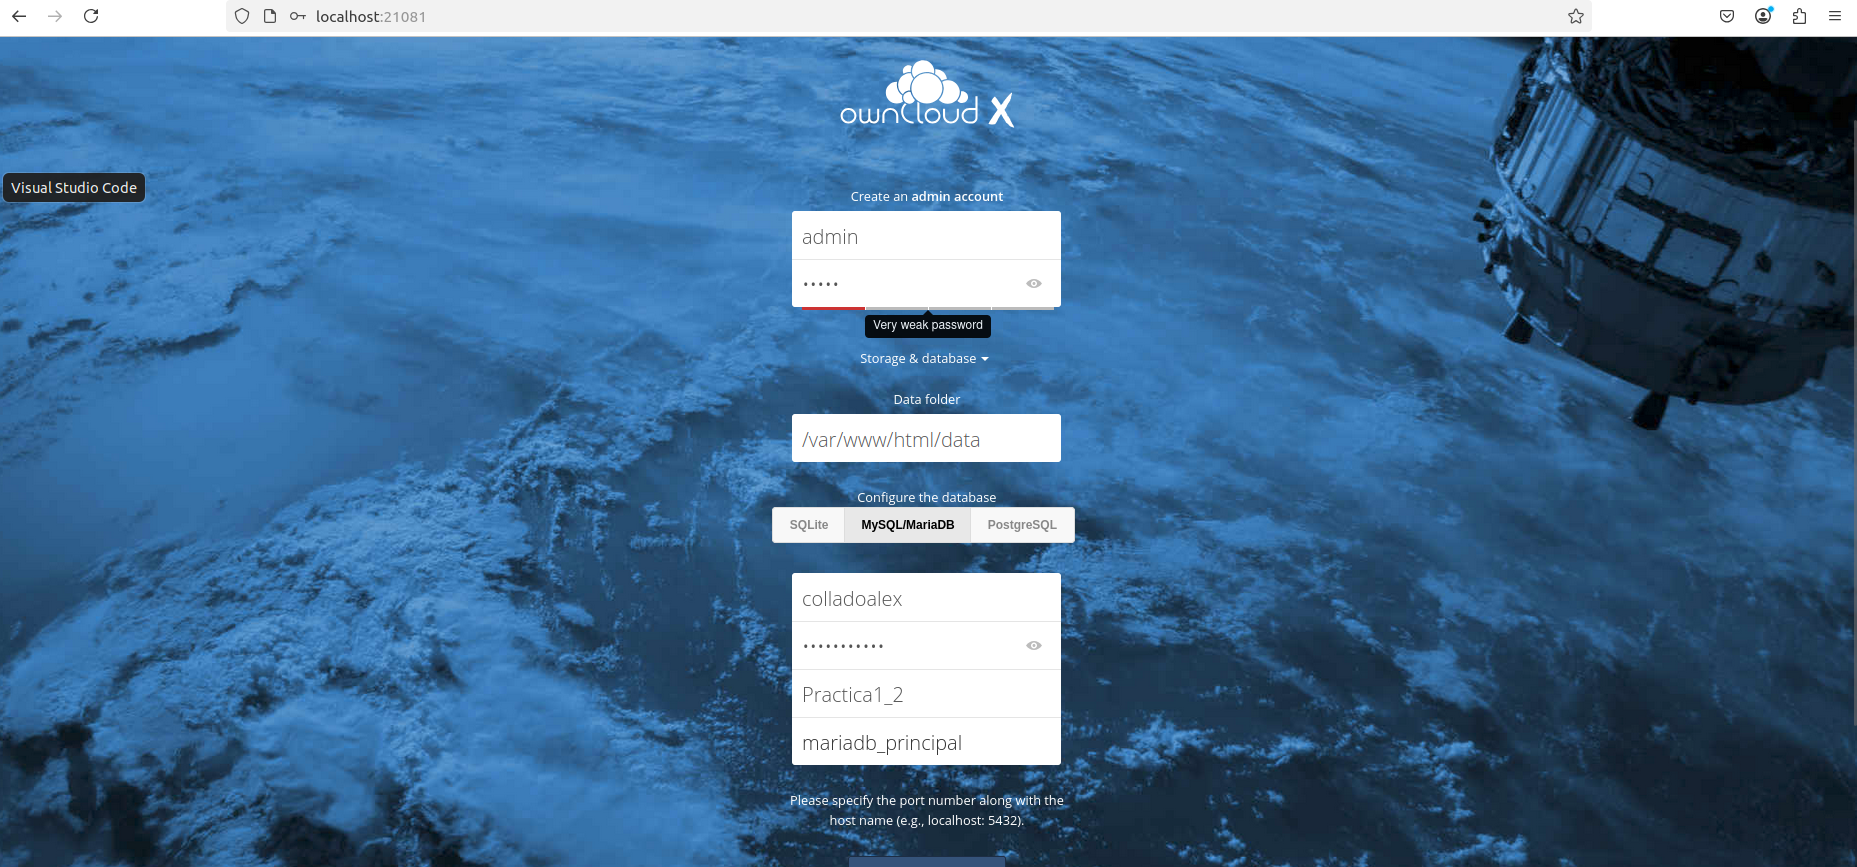 localhost:21081
ownCloud X
Visual Studio Code
Create an admin account
admin
•••••
Very weak password
Storage & database
Data folder
/var/www/html/data
Configure the database
SQLite MySQL/MariaDB PostgreSQL
colladoalex
•••••••••••
Practica1_2
mariadb_principal
Please specify the port number along with the
host name (e.g., localhost: 5432).